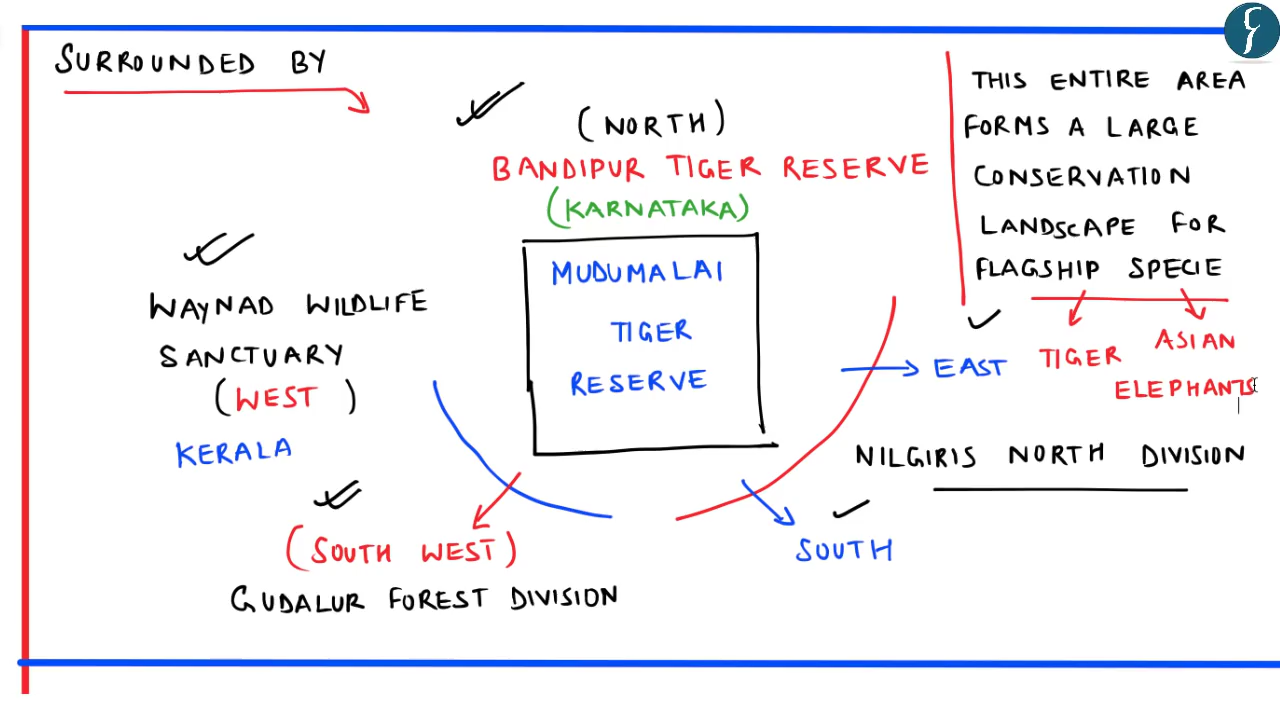 SURROUNDED BY
(NORTH)
BANDIPUR TIGER RESERVE
(KARNATAKA)
MUDUMALAI
TIGER
RESERVE
WAYNAD WILDLIFE
SANCTUARY
(WEST)
KERALA
(SOUTH WEST)
GUDALUR FOREST DIVISION
SOUTH
EAST
NILGIRIS NORTH DIVISION
THIS ENTIRE AREA
FORMS A LARGE
CONSERVATION
LANDSCAPE FOR
FLAGSHIP SPECIE
TIGER
ASIAN
ELEPHANTS